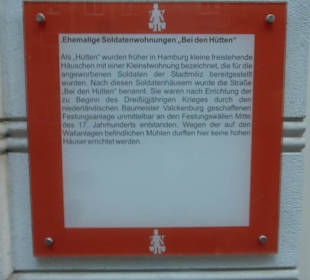 Ehemalige Soldatenwohnungen „Bei den Hütten“
Als „Hütten“ wurden früher in Hamburg kleine freistehende
Häuschen mit einer Kleinstwohnung bezeichnet, die für die
angeworbenen Soldaten der Stadtmiliz bereitgestellt
wurden. Nach diesen Soldatenhäusern wurde die Straße
„Bei den Hütten“ benannt. Sie waren nach Errichtung der
zu Beginn des Dreißigjährigen Krieges durch den
niederländischen Baumeister Valckenburg geschaffenen
Festungsanlage unmittelbar an den Festungswällen Mitte
des 17. Jahrhunderts entstanden. Wegen der auf den
Wallanlagen befindlichen Mühlen durften hier keine hohen
Häuser errichtet werden.